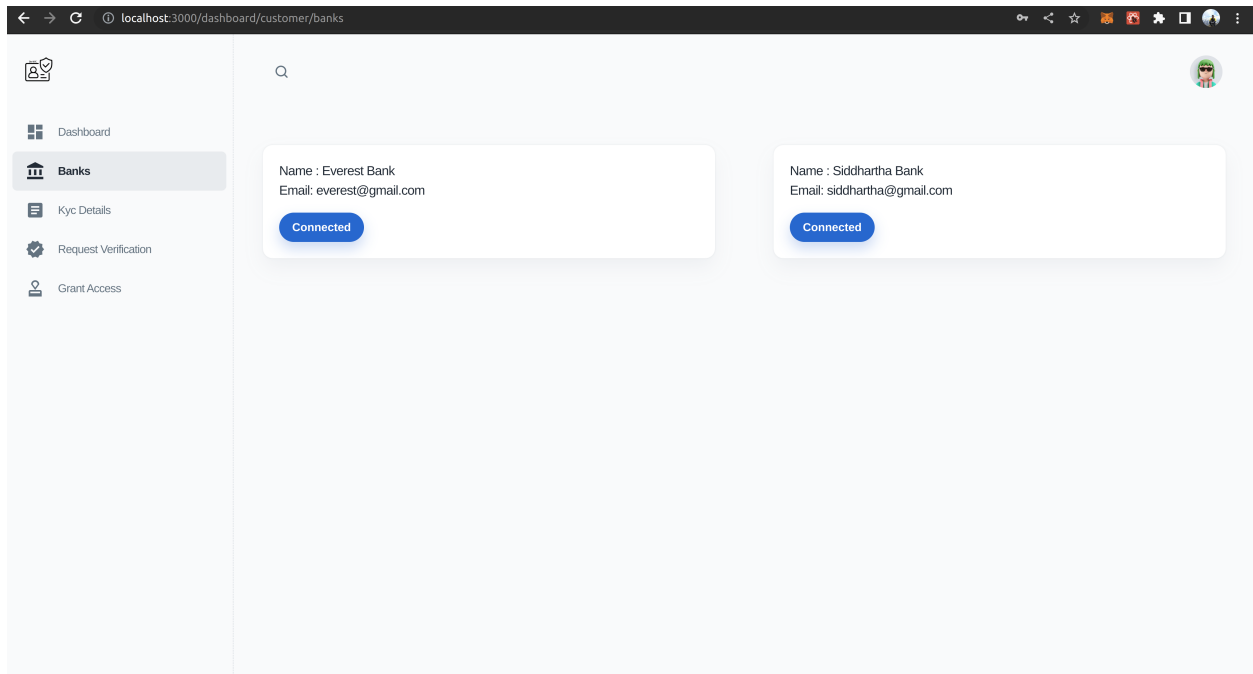 localhost:3000/dashboard/customer/banks
Dashboard
Banks
Kyc Details
Request Verification
Grant Access
Name : Everest Bank
Email: everest@gmail.com
Connected
Name : Siddhartha Bank
Email: siddhartha@gmail.com
Connected